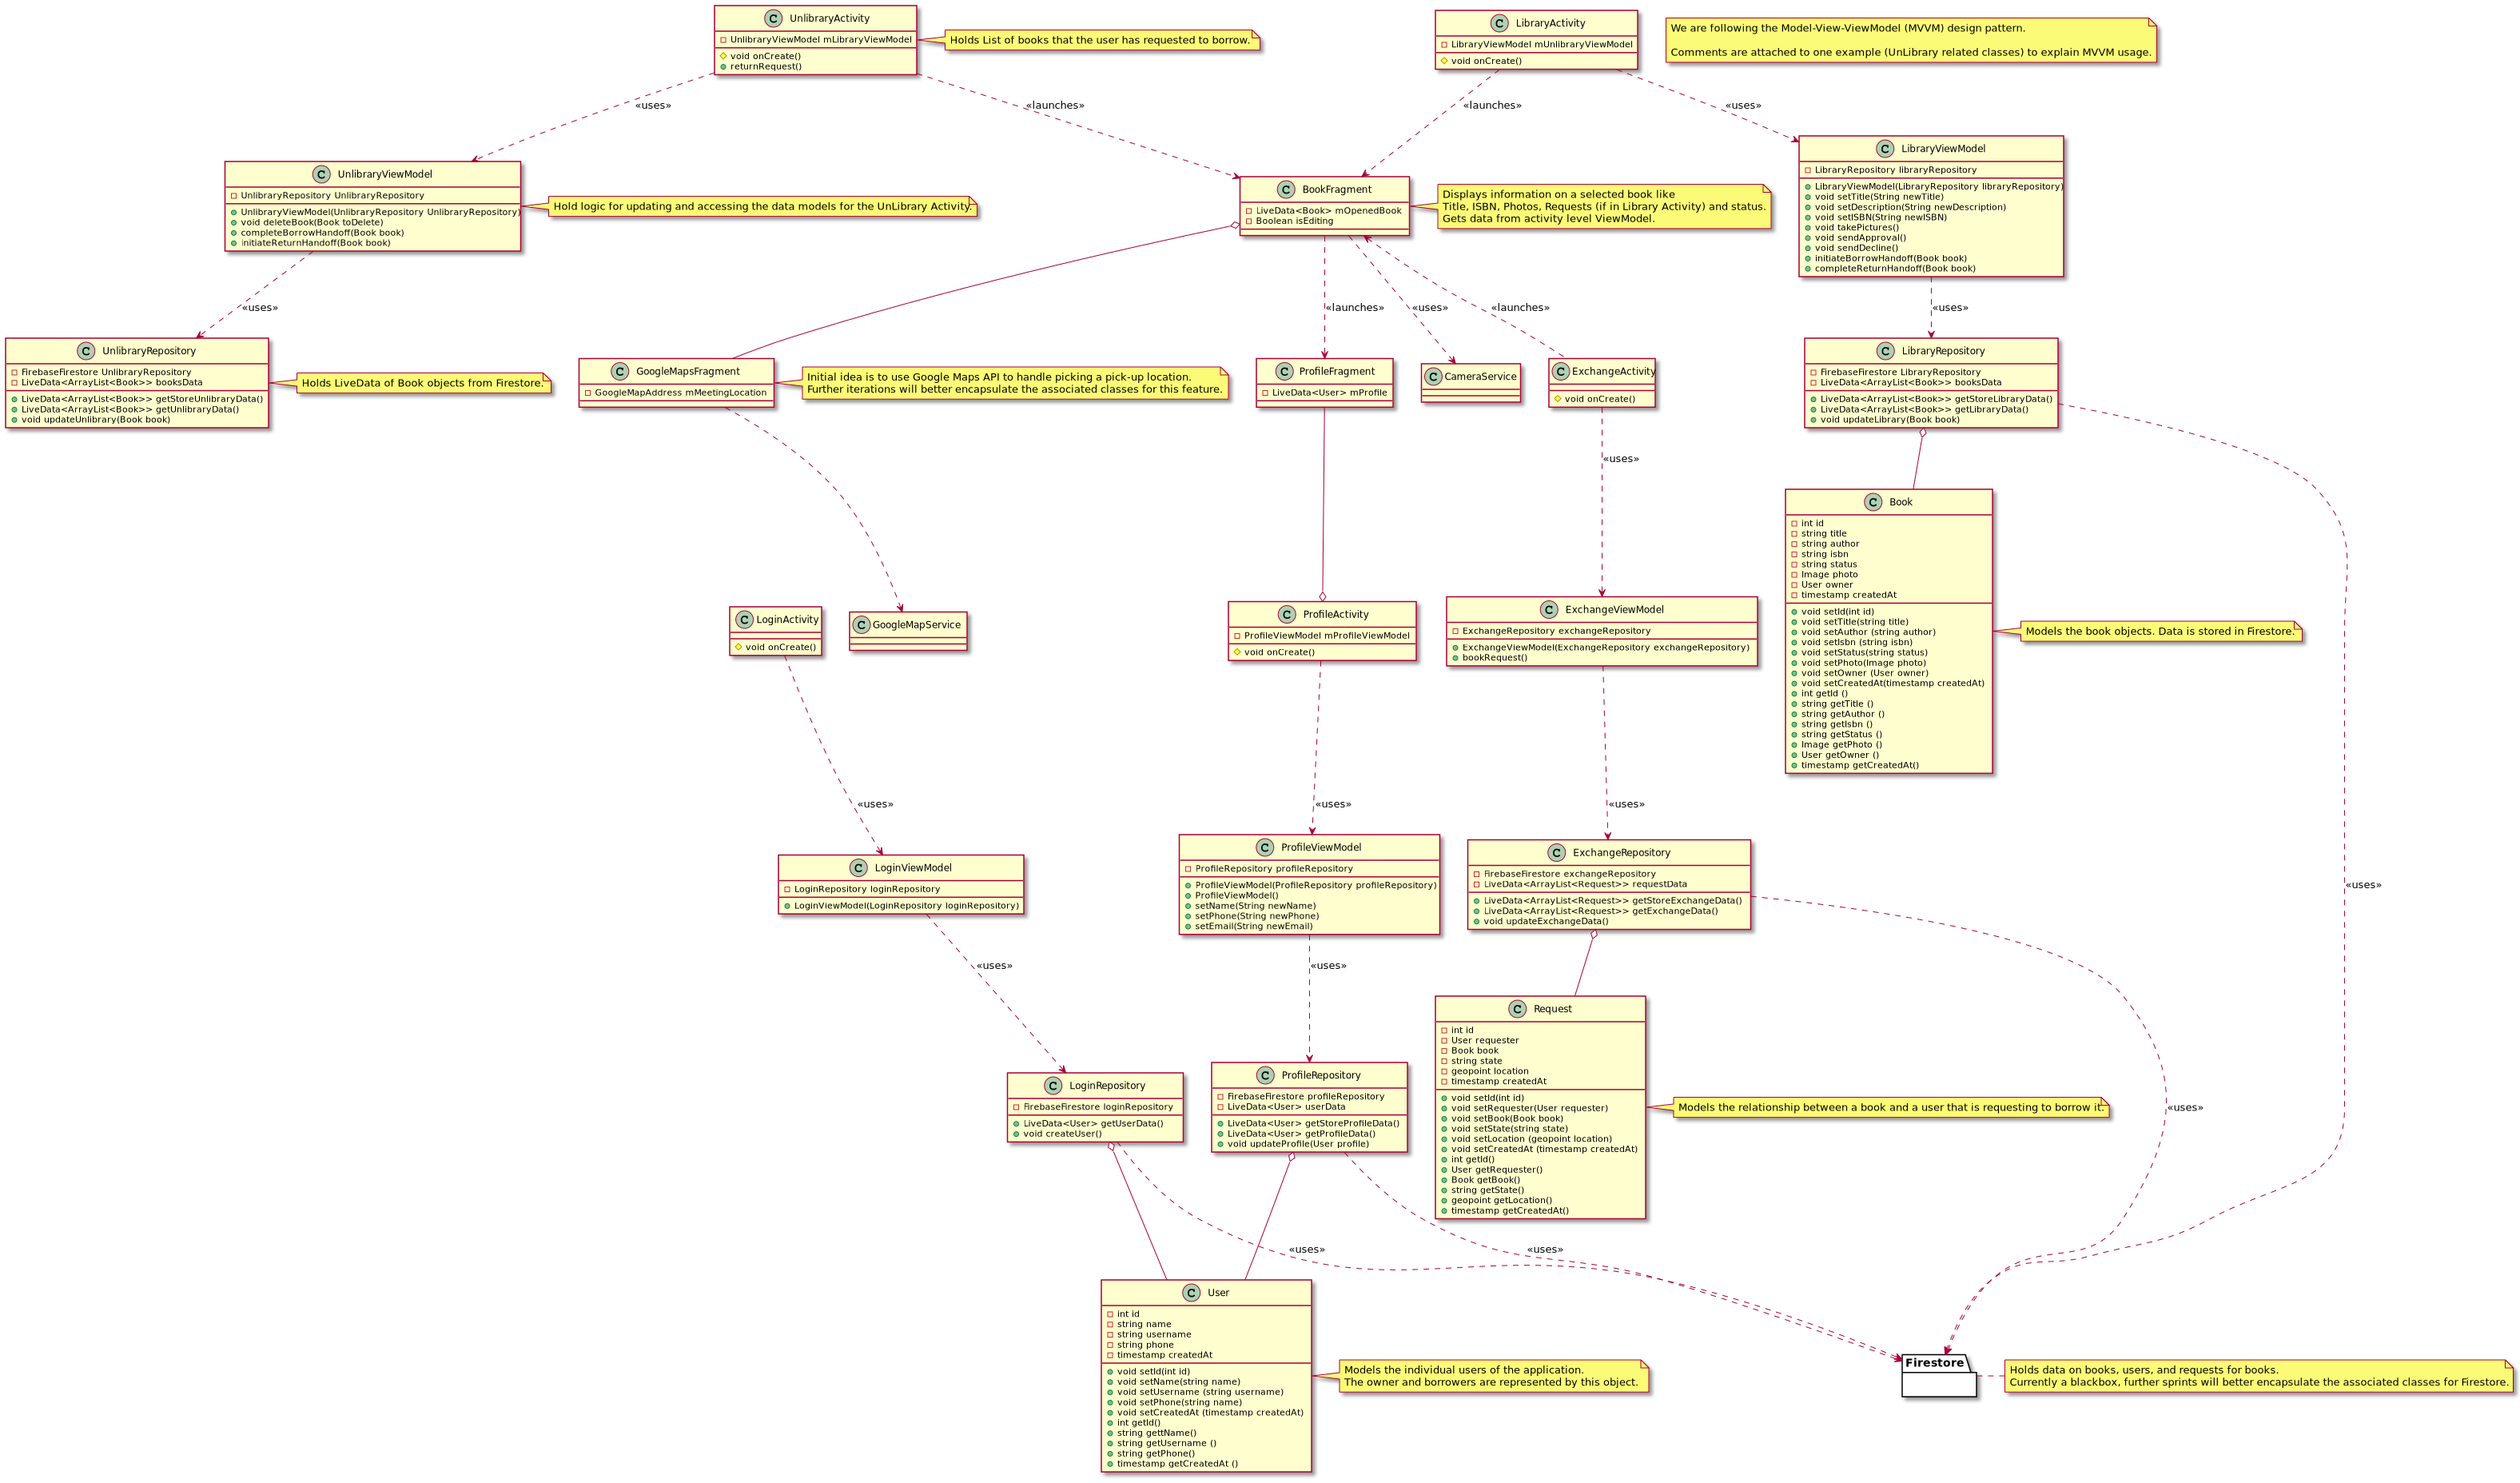 UnlibraryActivity
UnlibraryViewModel mLibraryViewModel
void onCreate()
returnRequest()
Holds List of books that the user has requested to borrow.
LibraryActivity
LibraryViewModel mUnlibraryViewModel
void onCreate()
We are following the Model-View-ViewModel (MVVM) design pattern.
Comments are attached to one example (UnLibrary related classes) to explain MVVM usage.
«uses»
«launches»
«launches»
«uses»
UnlibraryViewModel
UnlibraryRepository UnlibraryRepository
UnlibraryViewModel(UnlibraryRepository UnlibraryRepository)
void deleteBook(Book toDelete)
completeBorrowHandoff(Book book)
initiateReturnHandoff(Book book)
Hold logic for updating and accessing the data models for the UnLibrary Activity.
BookFragment
LiveData<Book> mOpenedBook
Boolean isEditing
Displays information on a selected book like
Title, ISBN, Photos, Requests (if in Library Activity) and status.
Gets data from activity level ViewModel.
LibraryViewModel
LibraryRepository libraryRepository
LibraryViewModel(LibraryRepository libraryRepository)
void setTitle(String newTitle)
void setDescription(String newDescription)
void setISBN(String newISBN)
void takePictures()
void sendApproval()
void sendDecline()
initiateBorrowHandoff(Book book)
completeReturnHandoff(Book book)
«uses»
«launches»
«uses»
«launches»
«uses»
UnlibraryRepository
FirebaseFirestore UnlibraryRepository
LiveData<ArrayList<Book>> booksData
LiveData<ArrayList<Book>> getStoreUnlibraryData()
LiveData<ArrayList<Book>> getUnlibraryData()
void updateUnlibrary(Book book)
Holds LiveData of Book objects from Firestore.
GoogleMapsFragment
GoogleMapAddress mMeetingLocation
Initial idea is to use Google Maps API to handle picking a pick-up location.
Further iterations will better encapsulate the associated classes for this feature.
ProfileFragment
LiveData<User> mProfile
CameraService
ExchangeActivity
void onCreate()
LibraryRepository
FirebaseFirestore LibraryRepository
LiveData<ArrayList<Book>> booksData
LiveData<ArrayList<Book>> getStoreLibraryData()
LiveData<ArrayList<Book>> getLibraryData()
void updateLibrary(Book book)
«uses»
Book
int id
string title
string author
string isbn
string status
Image photo
User owner
timestamp createdAt
void setId(int id)
void setTitle(string title)
void setAuthor (string author)
void setIsbn (string isbn)
void setStatus(string status)
void setPhoto(Image photo)
void setOwner (User owner)
void setCreatedAt(timestamp createdAt)
int getId ()
string getTitle ()
string getAuthor ()
string getIsbn ()
string getStatus ()
Image getPhoto ()
User getOwner ()
timestamp getCreatedAt()
Models the book objects. Data is stored in Firestore.
LoginActivity
void onCreate()
GoogleMapService
ProfileActivity
ProfileViewModel mProfileViewModel
void onCreate()
ExchangeViewModel
ExchangeRepository exchangeRepository
ExchangeViewModel(ExchangeRepository exchangeRepository)
bookRequest()
«uses»
«uses»
«uses»
«uses»
LoginViewModel
LoginRepository loginRepository
LoginViewModel(LoginRepository loginRepository)
ProfileViewModel
ProfileRepository profileRepository
ProfileViewModel(ProfileRepository profileRepository)
ProfileViewModel()
setName(String newName)
setPhone(String newPhone)
setEmail(String newEmail)
ExchangeRepository
FirebaseFirestore exchangeRepository
LiveData<ArrayList<Request>> requestData
LiveData<ArrayList<Request>> getStoreExchangeData()
LiveData<ArrayList<Request>> getExchangeData()
void updateExchangeData()
«uses»
«uses»
Request
int id
User requester
Book book
string state
geopoint location
timestamp createdAt
void setId(int id)
void setRequester(User requester)
void setBook(Book book)
void setState(string state)
void setLocation (geopoint location)
void setCreatedAt (timestamp createdAt)
int getId()
User getRequester()
Book getBook()
string getState()
geopoint getLocation()
timestamp getCreatedAt()
Models the relationship between a book and a user that is requesting to borrow it.
«uses»
LoginRepository
FirebaseFirestore loginRepository
LiveData<User> getUserData()
void createUser()
ProfileRepository
FirebaseFirestore profileRepository
LiveData<User> userData
LiveData<User> getStoreProfileData()
LiveData<User> getProfileData()
void updateProfile(User profile)
«uses»
«uses»
User
int id
string name
string username
string phone
timestamp createdAt
void setId(int id)
void setName(string name)
void setUsername (string username)
void setPhone(string name)
void setCreatedAt (timestamp createdAt)
int getId()
string gettName()
string getUsername ()
string getPhone()
timestamp getCreatedAt ()
Models the individual users of the application.
The owner and borrowers are represented by this object.
Firestore
Holds data on books, users, and requests for books.
Currently a blackbox, further sprints will better encapsulate the associated classes for Firestore.